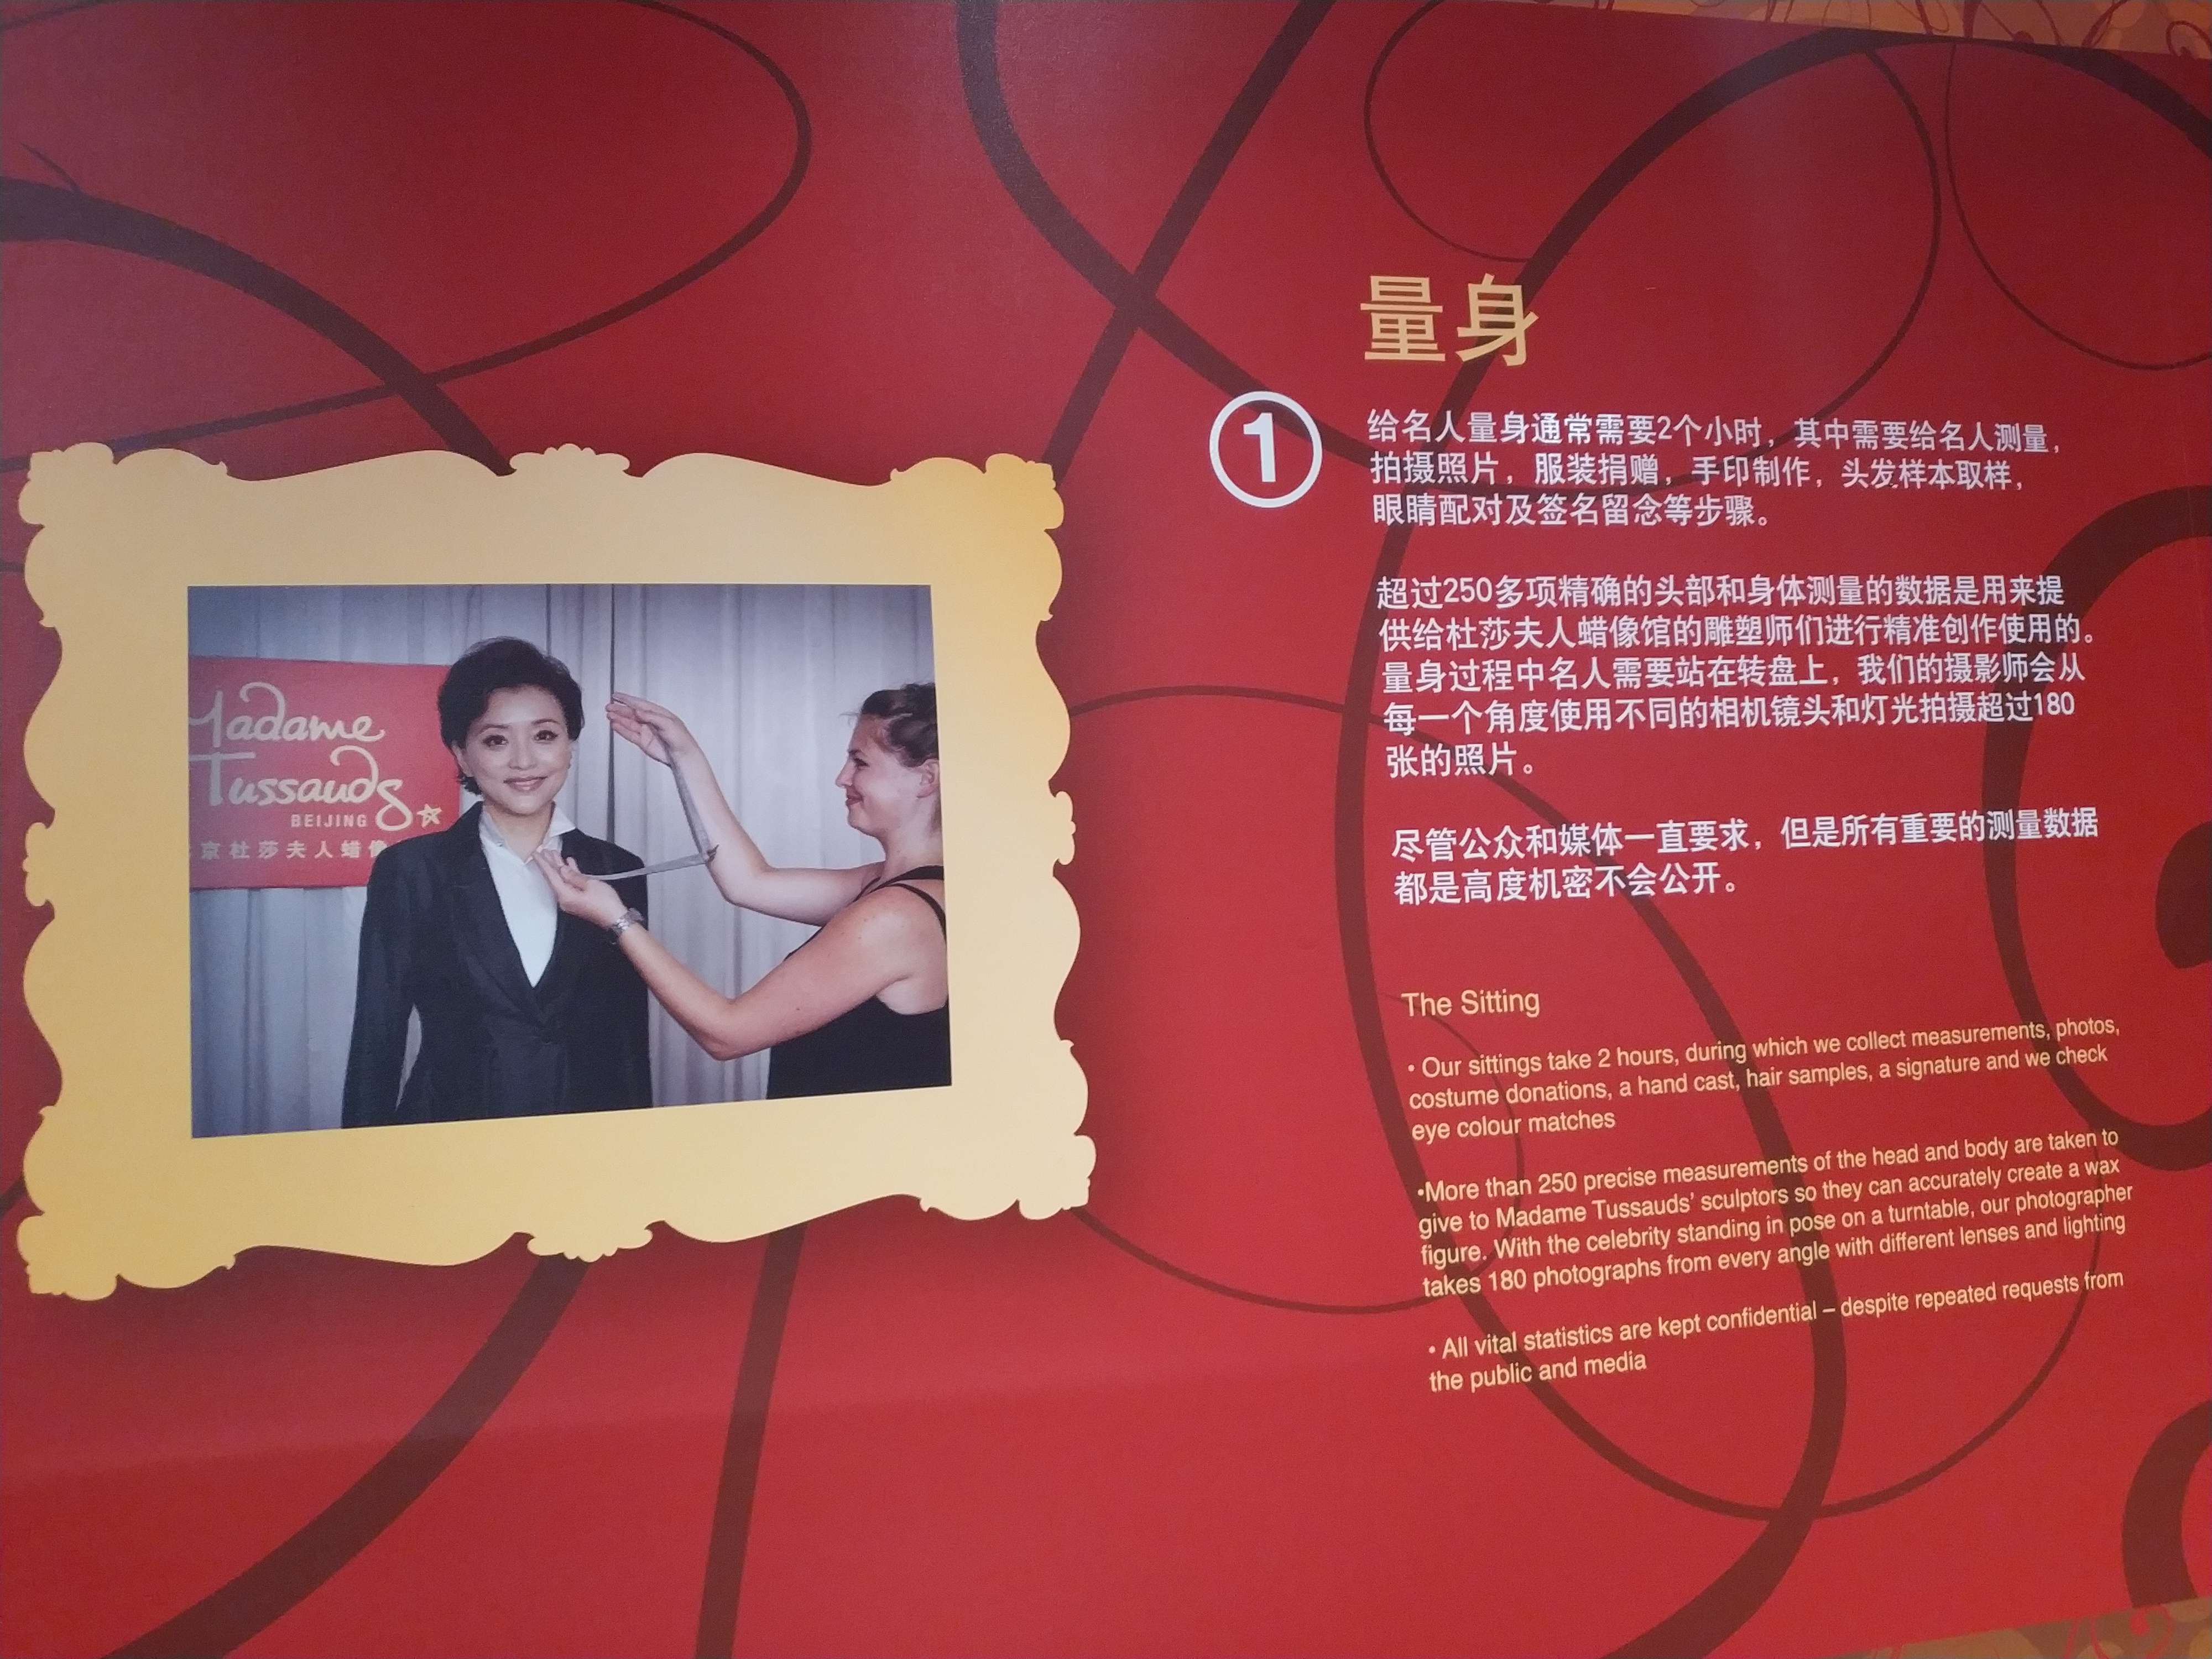 Madame
Tussauds
BEIJING
京杜莎夫人蜡像
量身
1
给名人量身通常需要2个小时，其中需要给名人测量，
拍摄照片，服装捐赠，手印制作，头发样本取样，
眼睛配对及签名留念等步骤。
超过250多项精确的头部和身体测量的数据是用来提
供给杜莎夫人蜡像馆的雕塑师们进行精准创作使用的。
量身过程中名人需要站在转盘上，我们的摄影师会从
每一个角度使用不同的相机镜头和灯光拍摄超过180
张的照片。
尽管公众和媒体一直要求，但是所有重要的测量数据
都是高度机密不会公开。
The Sitting
• Our sittings take 2 hours, during which we collect measurements, photos,
costume donations, a hand cast, hair samples, a signature and we check
eye colour matches
•More than 250 precise measurements of the head and body are taken to
give to Madame Tussauds' sculptors so they can accurately create a wax
figure. With the celebrity standing in pose on a turntable, our photographer
takes 180 photographs from every angle with different lenses and lighting
• All vital statistics are kept confidential – despite repeated requests from
the public and media